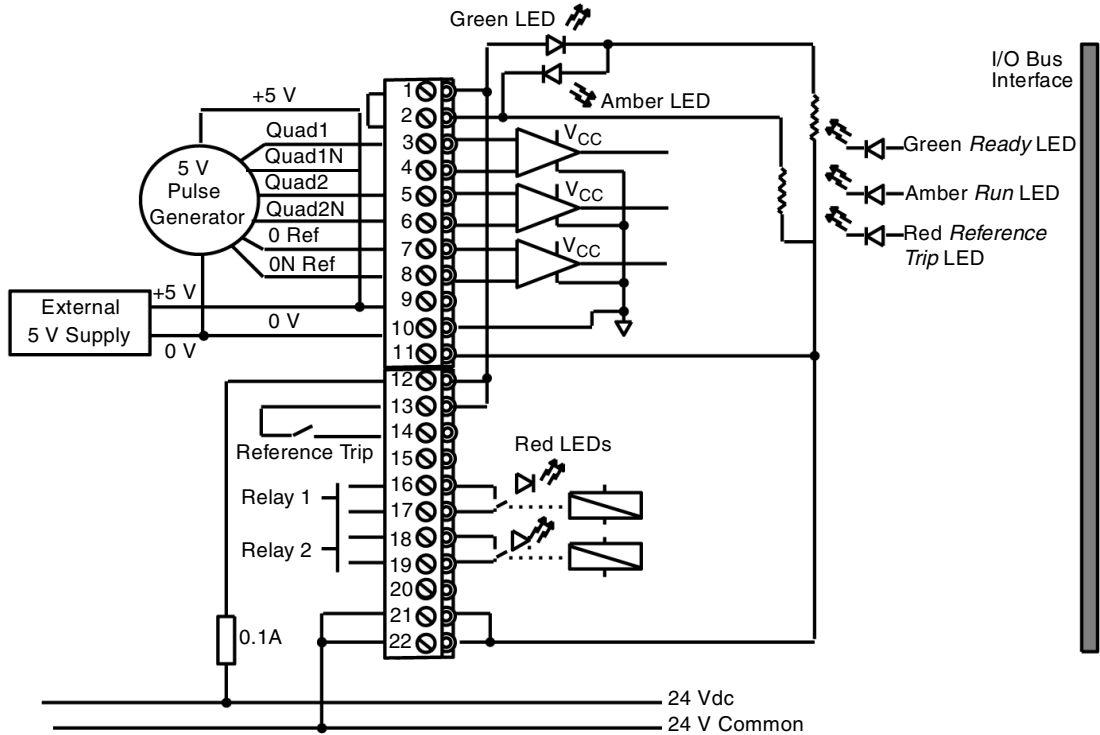 Green LED
Amber LED
I/O Bus
Interface
+5 V
Quad1
Quad1N
Quad2
Quad2N
0 Ref
0N Ref
5 V
Pulse
Generator
1
2
3
4
5
6
7
8
9
10
11
12
13
14
15
16
17
18
19
20
21
22
VCC
VCC
VCC
Green Ready LED
Amber Run LED
Red Reference
Trip LED
External
5 V Supply
+5 V
0 V
0 V
Reference Trip
Red LEDs
Relay 1
Relay 2
0.1A
24 Vdc
24 V Common